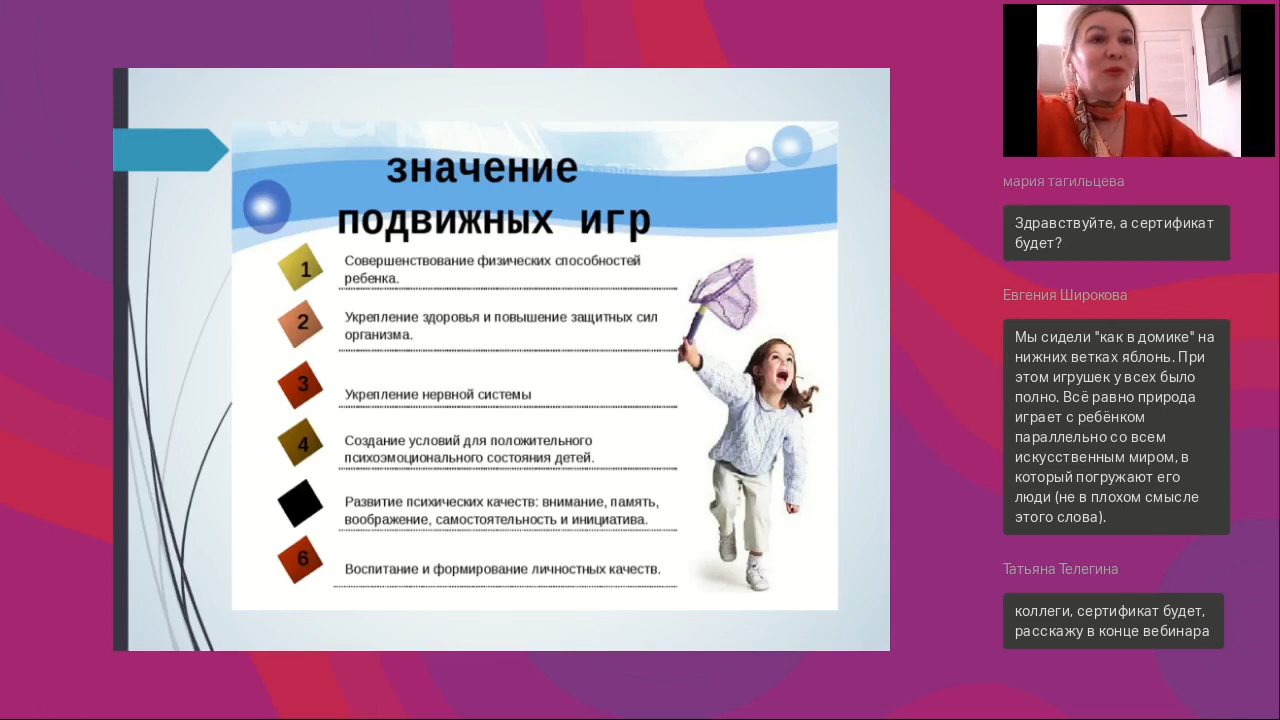 значение
подвижных игр
1
Совершенствование физических способностей
ребенка.
2
Укрепление здоровья и повышение защитных сил
организма.
3
Укрепление нервной системы
4
Создание условий для положительного
психоэмоционального состояния детей.
Развитие психических качеств: внимание, память,
воображение, самостоятельность и инициатива.
6
Воспитание и формирование личностных качеств.
мария тагильцева
Здравствуйте, а сертификат
будет?
Евгения Широкова
Мы сидели "как в домике" на
нижних ветках яблонь. При
этом игрушек у всех было
полно. Всё равно природа
играет с ребёнком
параллельно со всем
искусственным миром, в
который погружают его
люди (не в плохом смысле
этого слова).
Татьяна Телегина
коллеги, сертификат будет,
расскажу в конце вебинара